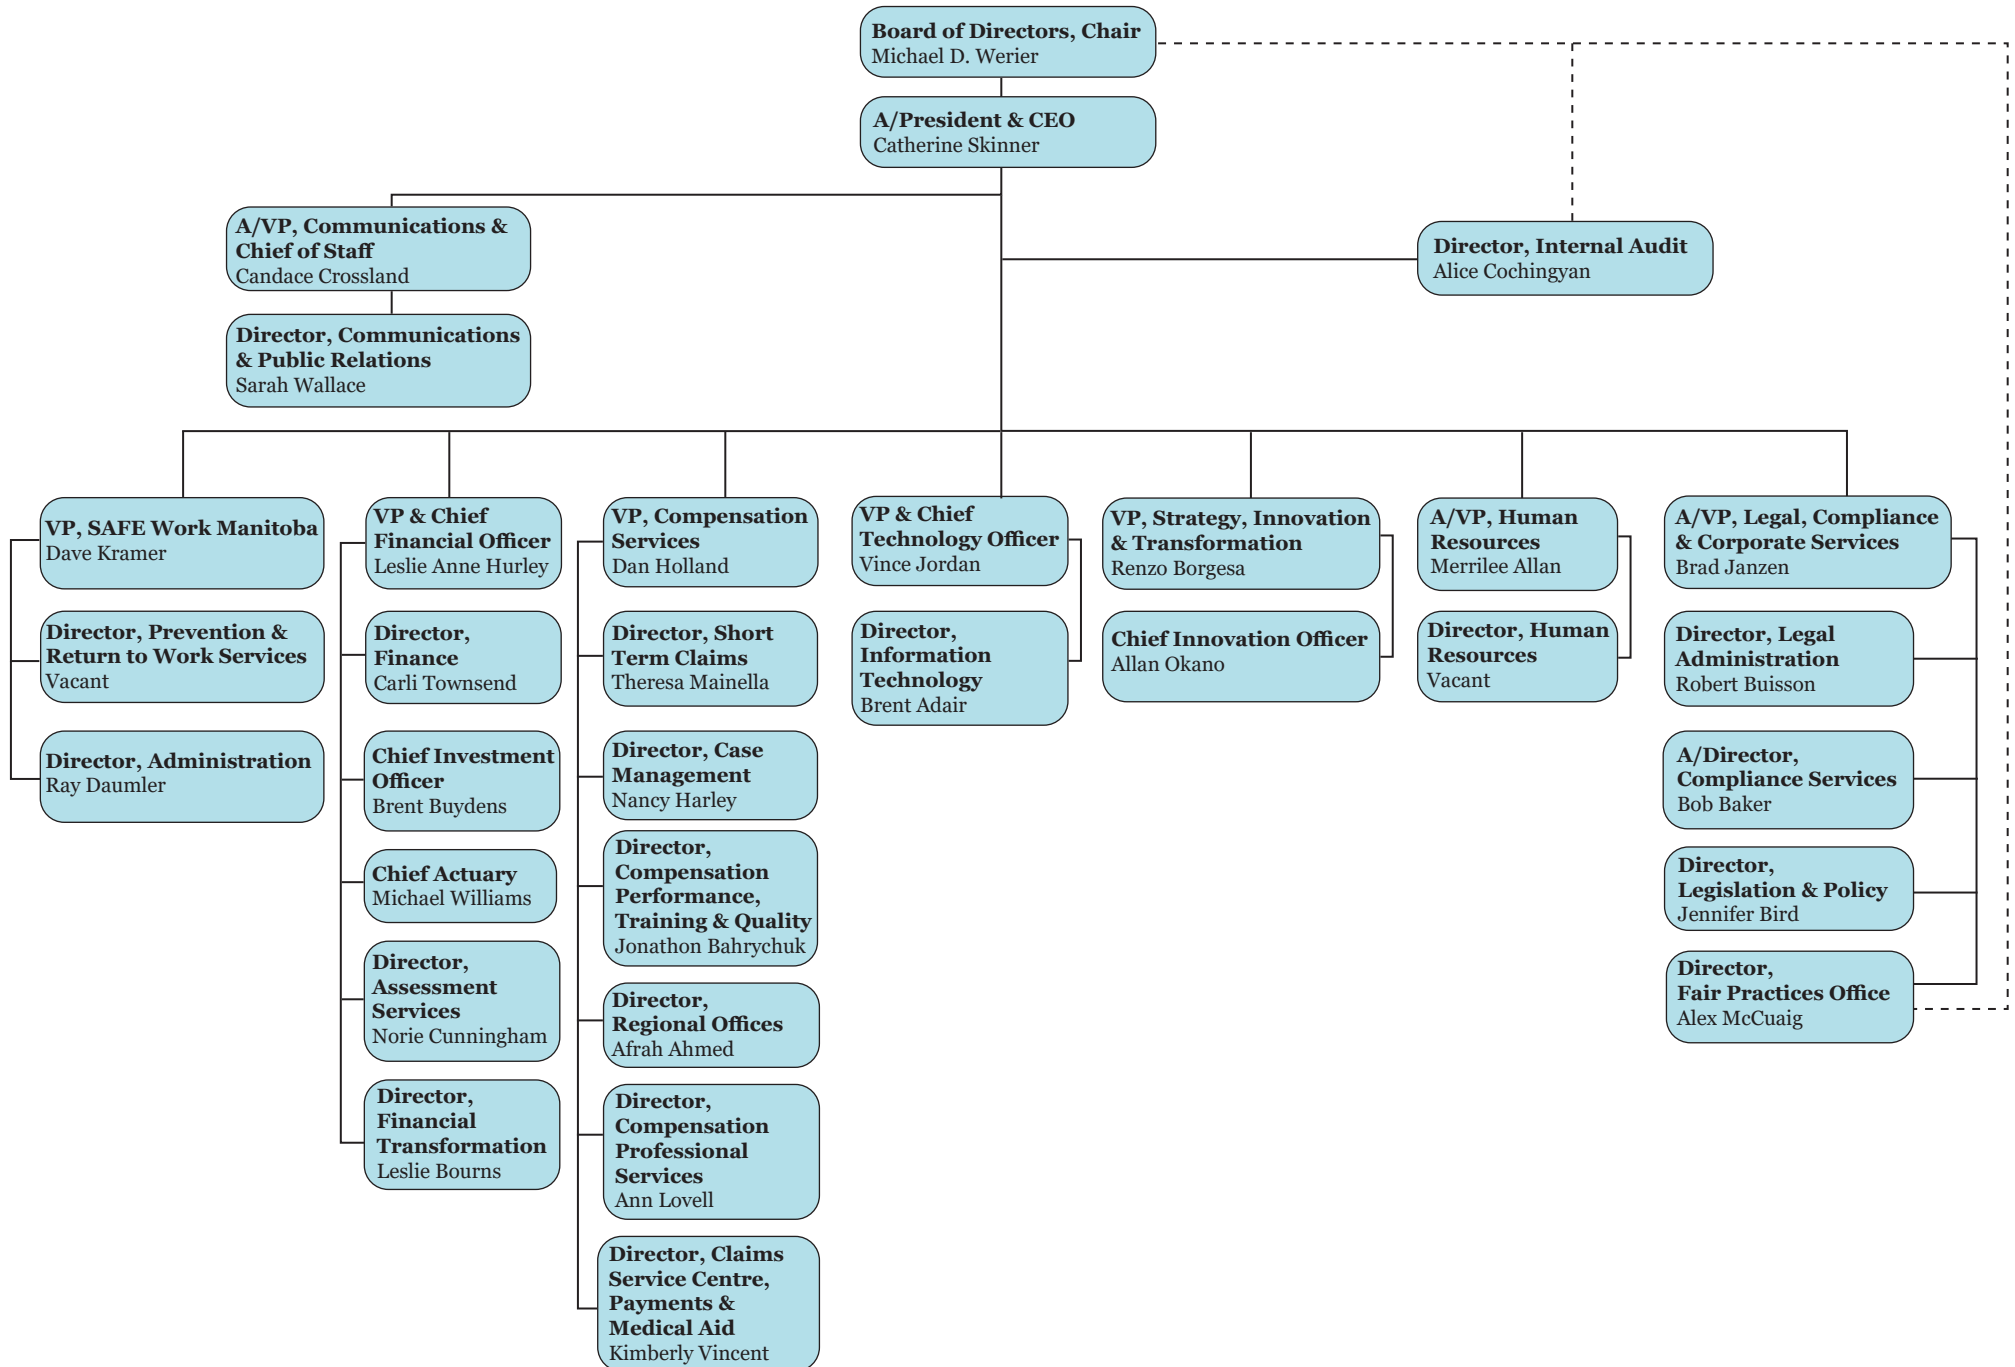 Board of Directors, Chair
Michael D. Werier
A/President & CEO
Catherine Skinner
A/VP, Communications &
Chief of Staff
Candace Crossland
Director, Internal Audit
Alice Cochingyan
Director, Communications
& Public Relations
Sarah Wallace
VP, SAFE Work Manitoba
Dave Kramer
Director, Prevention &
Return to Work Services
Vacant
Director, Administration
Ray Daumler
VP & Chief
Financial Officer
Leslie Anne Hurley
Director,
Finance
Carli Townsend
Chief Investment
Officer
Brent Buydens
Chief Actuary
Michael Williams
Director,
Assessment
Services
Norie Cunningham
Director,
Financial
Transformation
Leslie Bourns
VP, Compensation
Services
Dan Holland
Director, Short
Term Claims
Theresa Mainella
Director, Case
Management
Nancy Harley
Director,
Compensation
Performance,
Training & Quality
Jonathon Bahrychuk
Director,
Regional Offices
Afrah Ahmed
Director,
Compensation
Professional
Services
Ann Lovell
Director, Claims
Service Centre,
Payments &
Medical Aid
Kimberly Vincent
VP & Chief
Technology Officer
Vince Jordan
Director,
Information
Technology
Brent Adair
VP, Strategy, Innovation
& Transformation
Renzo Borgesa
Chief Innovation Officer
Allan Okano
A/VP, Human
Resources
Merrilee Allan
Director, Human
Resources
Vacant
A/VP, Legal, Compliance
& Corporate Services
Brad Janzen
Director, Legal
Administration
Robert Buisson
A/Director,
Compliance Services
Bob Baker
Director,
Legislation & Policy
Jennifer Bird
Director,
Fair Practices Office
Alex McCuaig